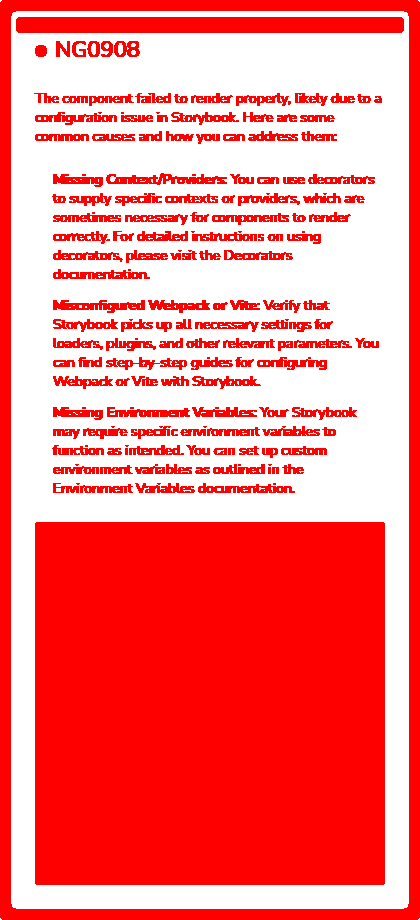 NG0908
The component failed to render properly, likely due to a
configuration issue in Storybook. Here are some
common causes and how you can address them:
Missing Context/Providers: You can use decorators
to supply specific contexts or providers, which are
sometimes necessary for components to render
correctly. For detailed instructions on using
decorators, please visit the Decorators
documentation.
Misconfigured Webpack or Vite: Verify that
Storybook picks up all necessary settings for
loaders, plugins, and other relevant parameters. You
can find step-by-step guides for configuring
Webpack or Vite with Storybook.
Missing Environment Variables: Your Storybook
may require specific environment variables to
function as intended. You can set up custom
environment variables as outlined in the
Environment Variables documentation.